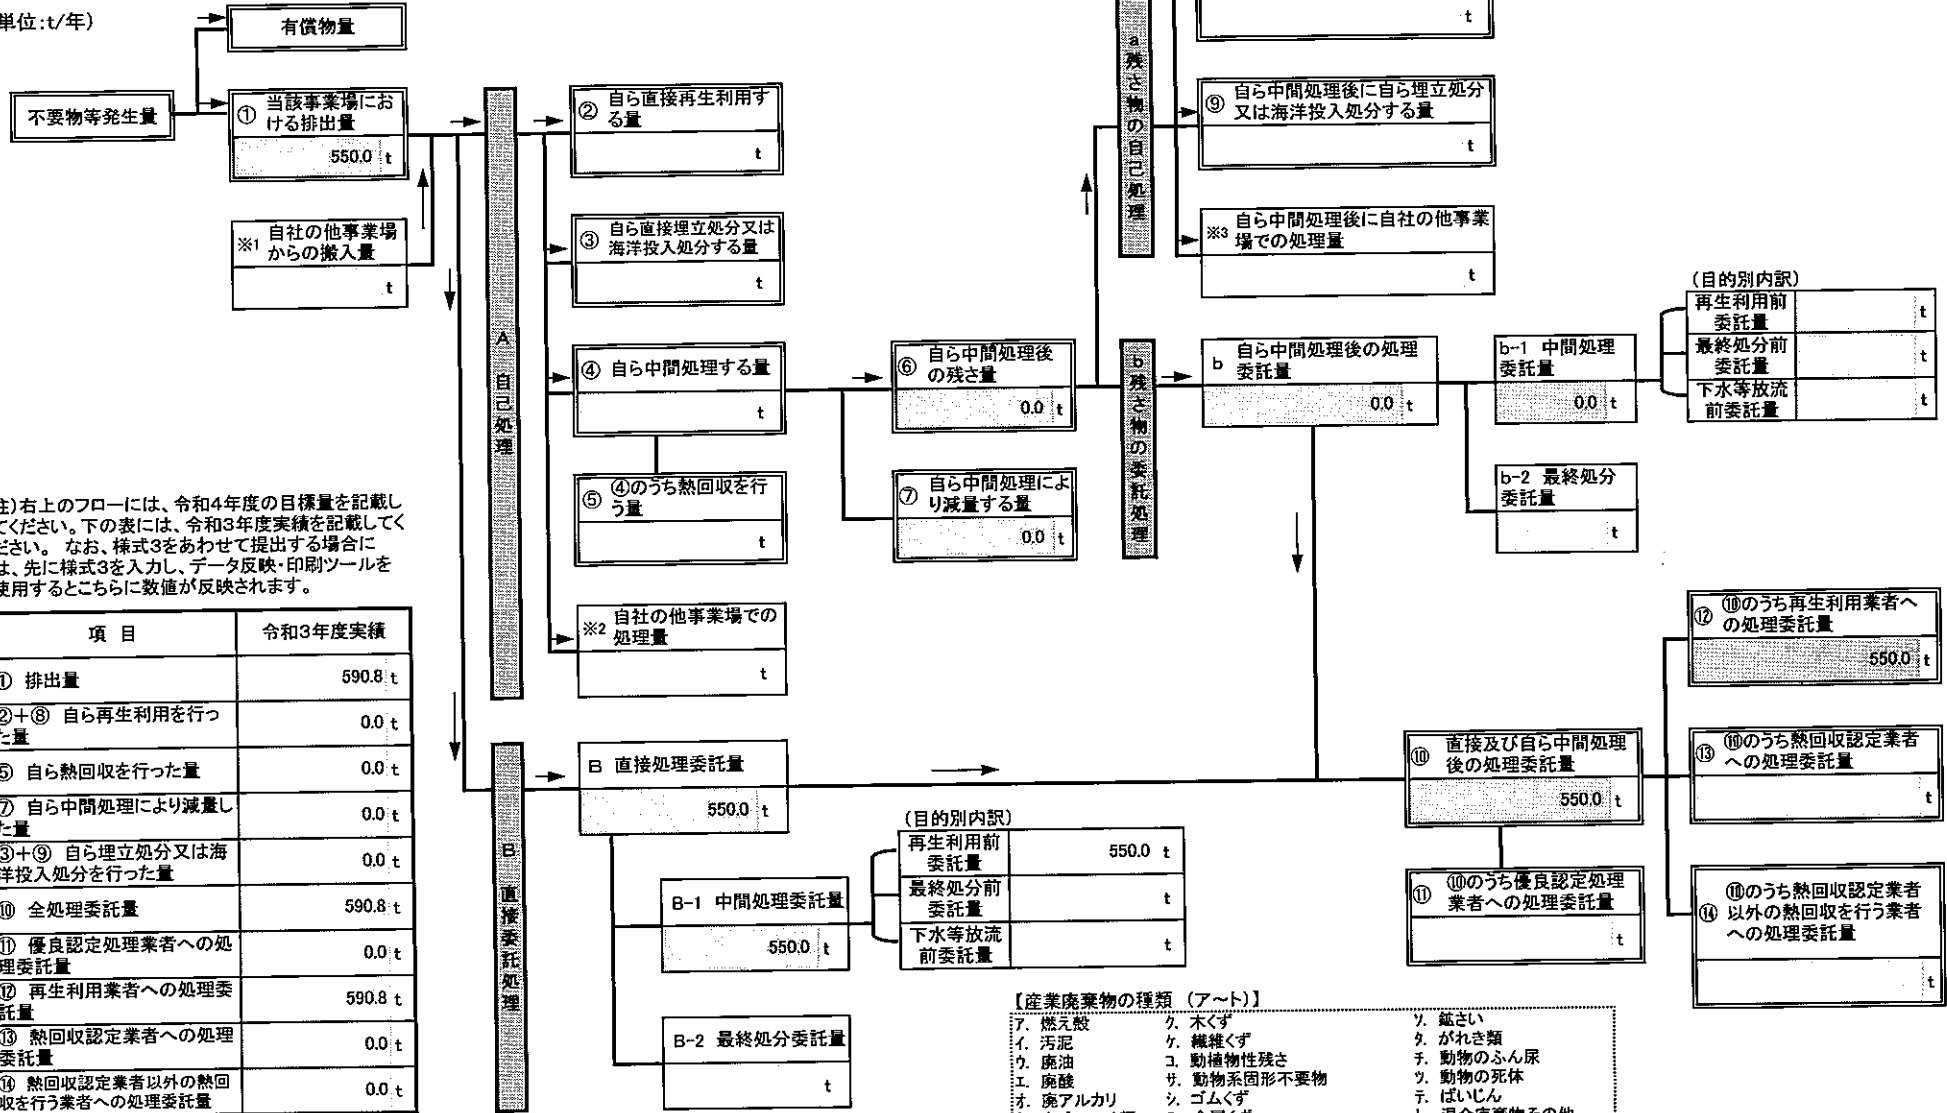 単位:t/年)
有償物量
不要物等発生量
① 当該事業場にお
ける排出量
550.0 t
※1 自社の他事業場
からの搬入量
t
A 自己処理
② 自ら直接再生利用す
る量
t
③ 自ら直接埋立処分又は
海洋投入処分する量
t
④ 自ら中間処理する量
t
⑤ ④のうち熱回収を行
う量
t
※2 自社の他事業場での
処理量
t
⑥ 自ら中間処理後
の残さ量
0.0 t
⑦ 自ら中間処理によ
り減量する量
0.0 t
a 残さ物の自己処理
t
⑨ 自ら中間処理後に自ら埋立処分
又は海洋投入処分する量
t
※3 自ら中間処理後に自社の他事業
場での処理量
t
b 残さ物の委託処理
b 自ら中間処理後の処理
委託量
0.0 t
b-1 中間処理
委託量
0.0 t
b-2 最終処分
委託量
t
(目的別内訳)
再生利用前
委託量
t
最終処分前
委託量
t
下水等放流
前委託量
t
注)右上のフローには、令和4年度の目標量を記載し
てください。下の表には、令和3年度実績を記載してく
ださい。 なお、様式3をあわせて提出する場合に
は、先に様式3を入力し、データ反映・印刷ツールを
使用するとこちらに数値が反映されます。
項 目 令和3年度実績
① 排出量 590.8 t
②+⑧ 自ら再生利用を行っ
た量 0.0 t
⑤ 自ら熱回収を行った量 0.0 t
⑦ 自ら中間処理により減量し
た量 0.0 t
③+⑨ 自ら埋立処分又は海
洋投入処分を行った量 0.0 t
⑩ 全処理委託量 590.8 t
⑪ 優良認定処理業者への処
理委託量 0.0 t
⑫ 再生利用業者への処理委
託量 590.8 t
⑬ 熱回収認定業者への処理
委託量 0.0 t
⑭ 熱回収認定業者以外の熱回
収を行う業者への処理委託量 0.0 t
B 直接委託処理
B 直接処理委託量
550.0 t
B-1 中間処理委託量
550.0 t
B-2 最終処分委託量
t
(目的別内訳)
再生利用前
委託量
550.0 t
最終処分前
委託量
t
下水等放流
前委託量
t
⑩ 直接及び自ら中間処理
後の処理委託量
550.0 t
⑪ ⑩のうち優良認定処理
業者への処理委託量
t
⑫ ⑩のうち再生利用業者へ
の処理委託量
550.0 t
⑬ ⑩のうち熱回収認定業者
への処理委託量
t
⑭ ⑩のうち熱回収認定業者
以外の熱回収を行う業者
への処理委託量
t
【産業廃棄物の種類 (ア~ト)】
ア. 燃え殻 ク. 木くず ソ. 鉱さい
イ. 汚泥 ケ. 繊維くず タ. がれき類
ウ. 廃油 コ. 動植物性残さ チ. 動物のふん尿
エ. 廃酸 サ. 動物系固形不要物 ツ. 動物の死体
オ. 廃アルカリ シ. ゴムくず テ. ばいじん